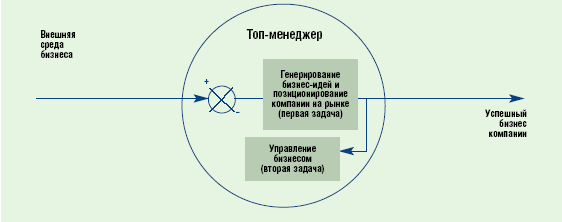 Внешняя
среда
бизнеса
Топ-менеджер
+
-
Генерирование
бизнес-идей и
позиционирование
компании на рынке
(первая задача)
Управление
бизнесом
(вторая задача)
Успешный
бизнес
компании